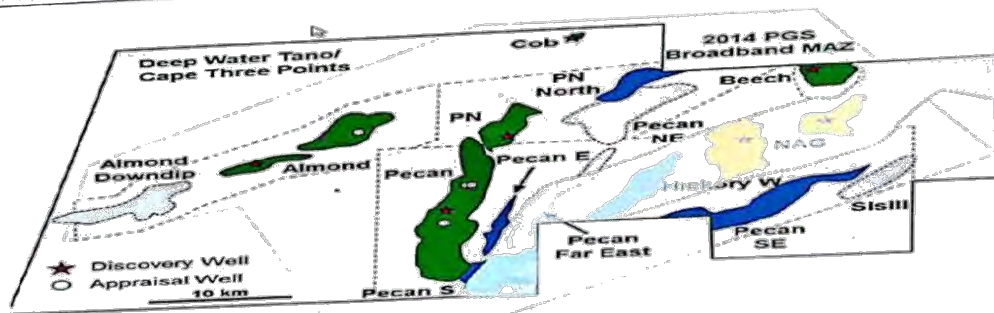 Deep Water Tano/
Cape Three Points
Cob
2014 PGS
Broadband MAZ
PN
North
Beech
PN
Pecan
NE
NAG
Almond
Downdip
Almond
Pecan
Pecan E
Hickory W
Sisili
Pecan
Far East
Pecan
SE
Pecan S
Discovery Well
Appraisal Well
10 km